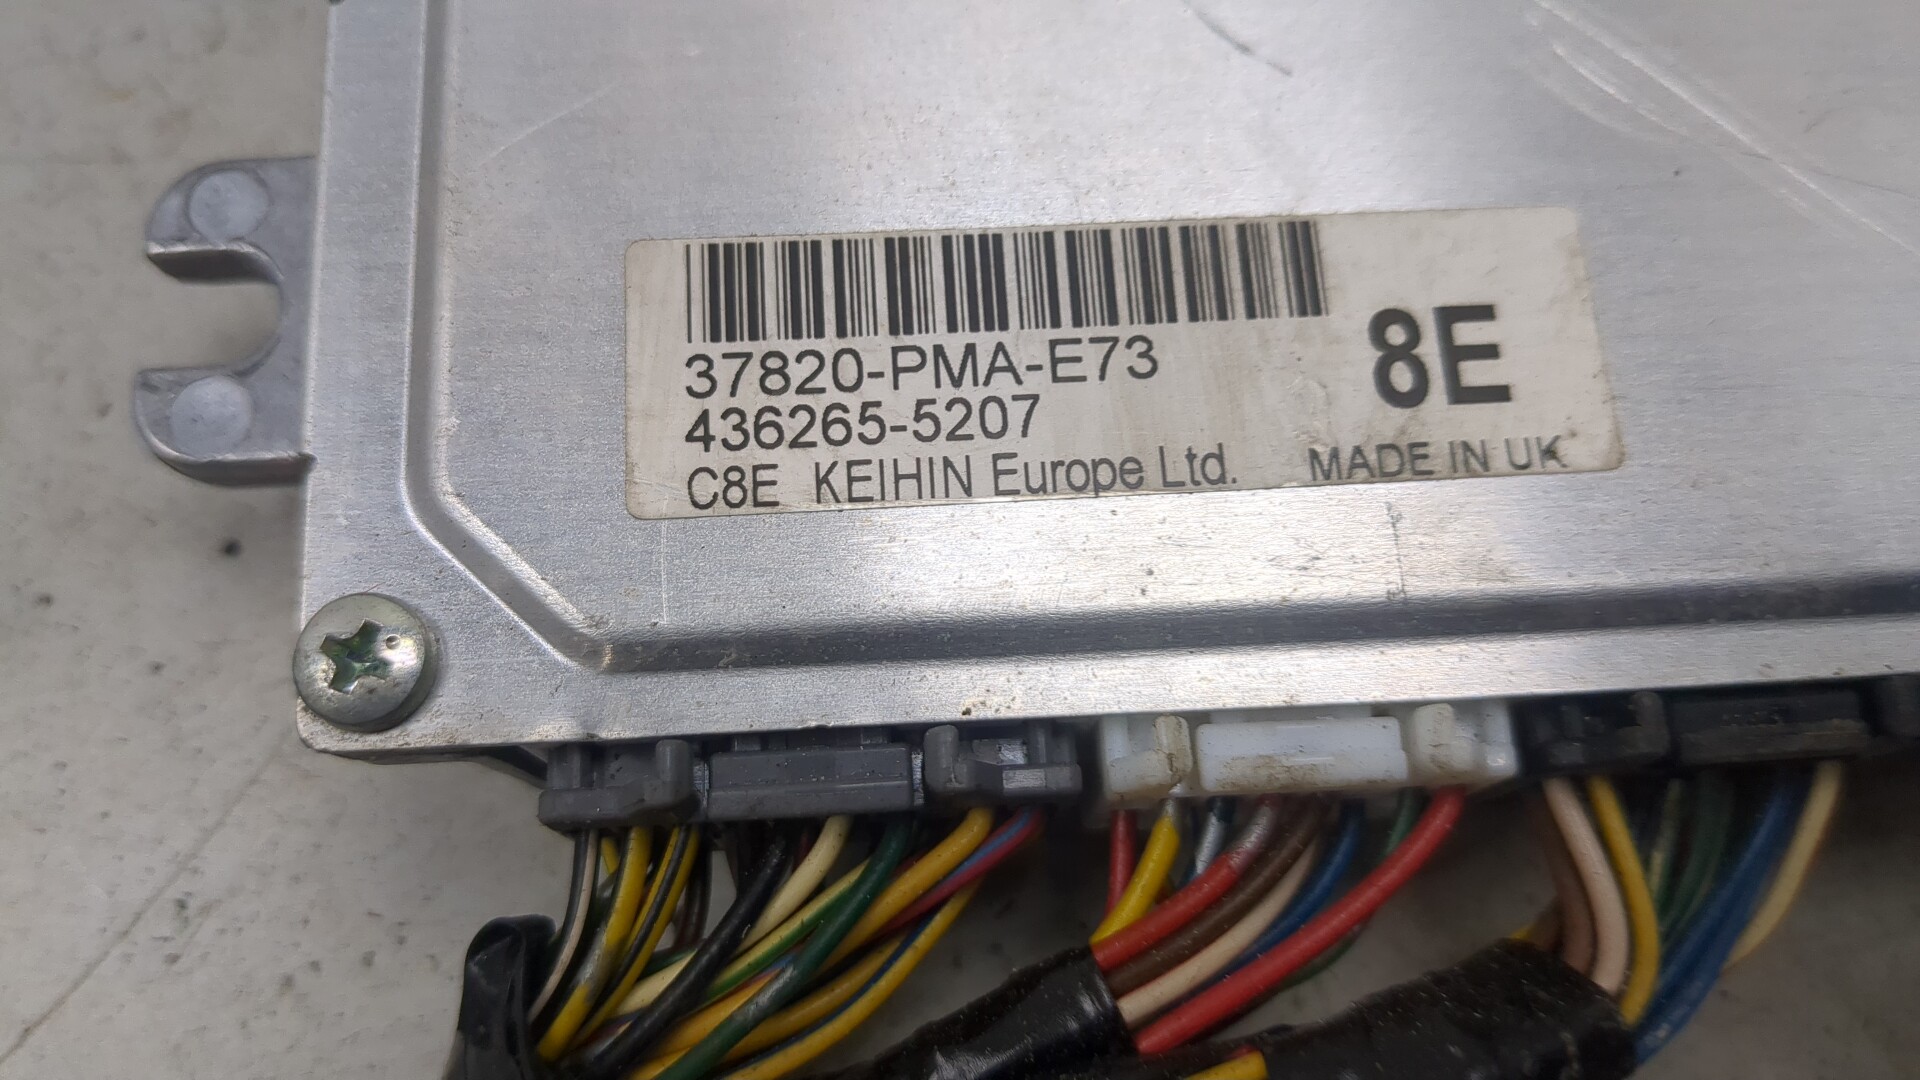 37820-PMA-E73
8E
436265-5207
C8E KEIHIN Europe Ltd. MADE IN UK